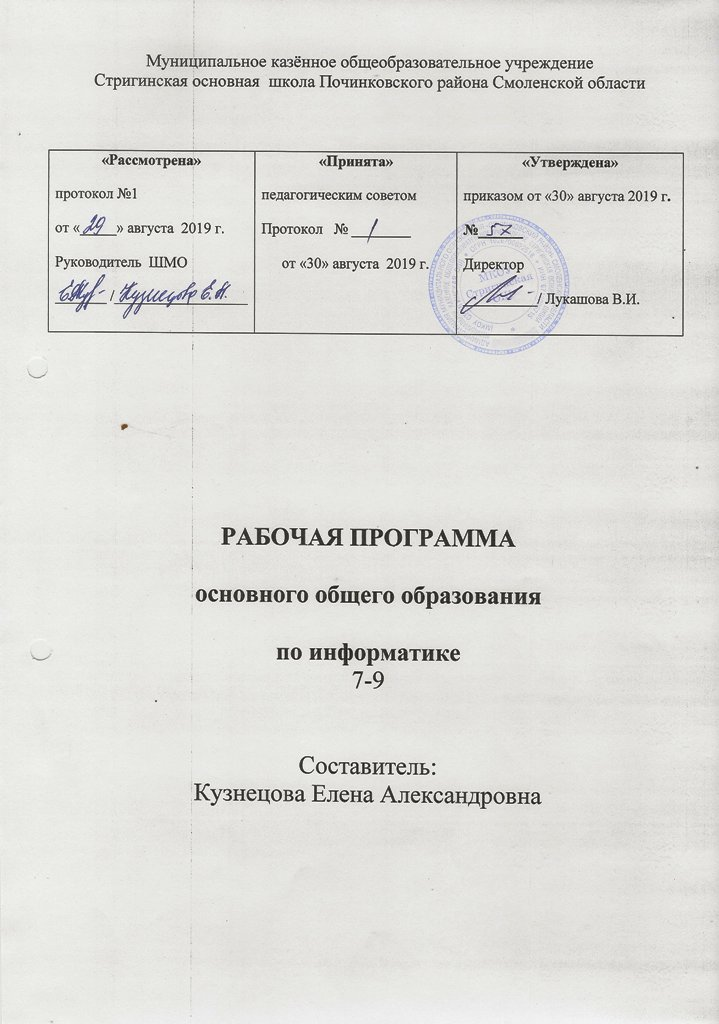 Муниципальное казённое общеобразовательное учреждение
Стригинская основная школа Починковского района Смоленской области
«Рассмотрена»
протокол №1
от «29» августа 2019 г.
Руководитель ШМО
/ Кузнецова Е.А.
«Принята»
педагогическим советом
Протокол № 1
от «30» августа 2019 г.
«Утверждена»
приказом от «30» августа 2019 г.
№ 57
Директор
/ Лукашова В.И.
МКОУ
Стригинская
РАБОЧАЯ ПРОГРАММА
основного общего образования
по информатике
7-9
Составитель:
Кузнецова Елена Александровна